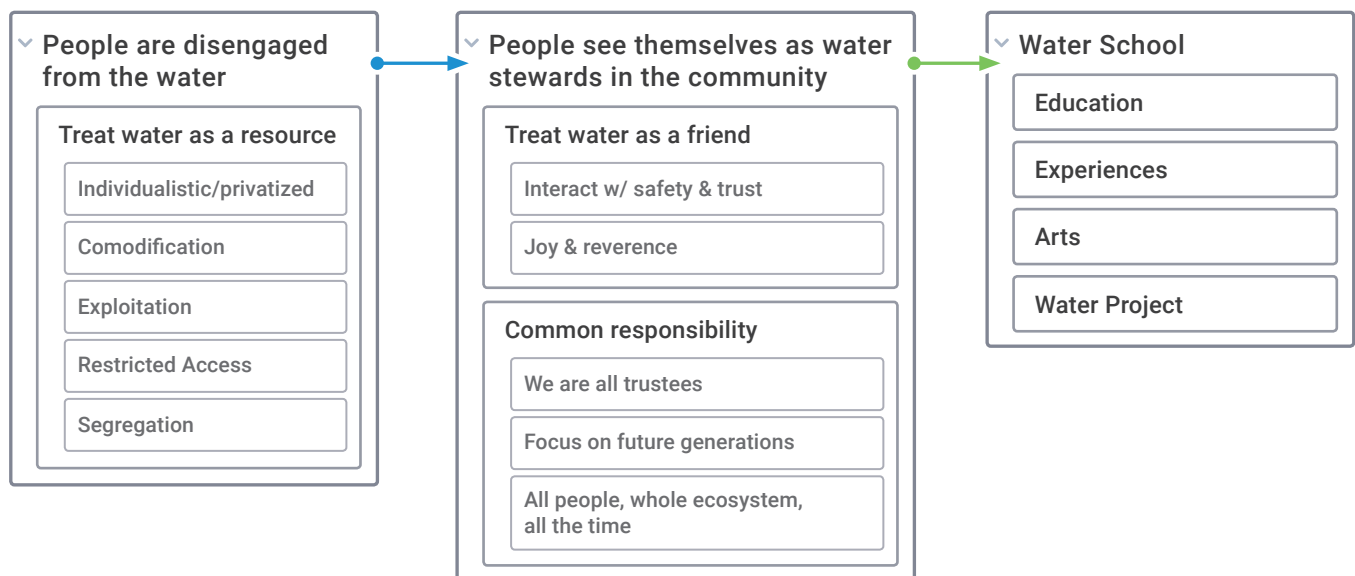 People are disengaged
from the water
Treat water as a resource
Individualistic/privatized
Comodification
Exploitation
Restricted Access
Segregation
People see themselves as water
stewards in the community
Treat water as a friend
Interact w/ safety & trust
Joy & reverence
Common responsibility
We are all trustees
Focus on future generations
All people, whole ecosystem,
all the time
Water School
Education
Experiences
Arts
Water Project